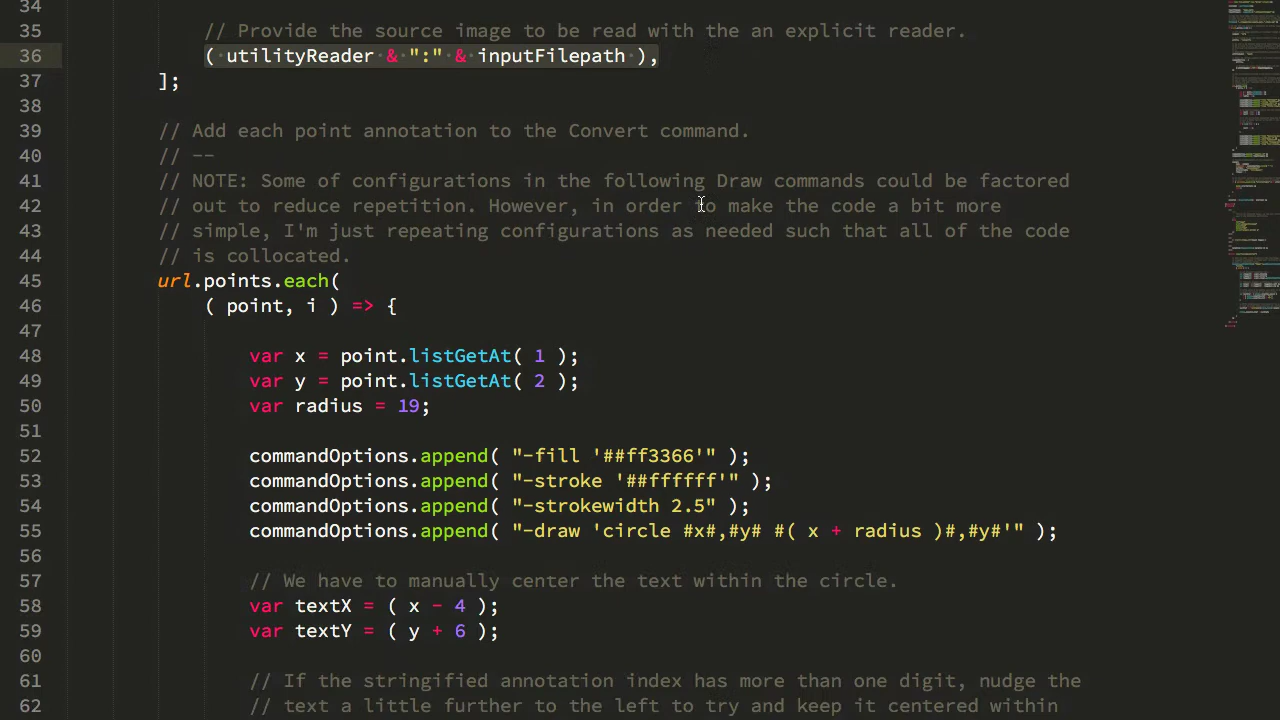 34
35 // Provide the source image to be read with the an explicit reader.
36 ( utilityReader & ":" & inputFilepath ),
37 ];
38
39 // Add each point annotation to the Convert command.
40 // --
41 // NOTE: Some of configurations in the following Draw commands could be factored
42 // out to reduce repetition. However, in order to make the code a bit more
43 // simple, I'm just repeating configurations as needed such that all of the code
44 // is collocated.
45 url.points.each(
46 ( point, i ) => {
47
48 var x = point.listGetAt( 1 );
49 var y = point.listGetAt( 2 );
50 var radius = 19;
51
52 commandOptions.append( "-fill '##ff3366'" );
53 commandOptions.append( "-stroke '##ffffff'" );
54 commandOptions.append( "-strokewidth 2.5" );
55 commandOptions.append( "-draw 'circle #x#,#y# #( x + radius )#,#y#'" );
56
57 // We have to manually center the text within the circle.
58 var textX = ( x - 4 );
59 var textY = ( y + 6 );
60
61 // If the stringified annotation index has more than one digit, nudge the
62 // text a little further to the left to try and keep it centered within